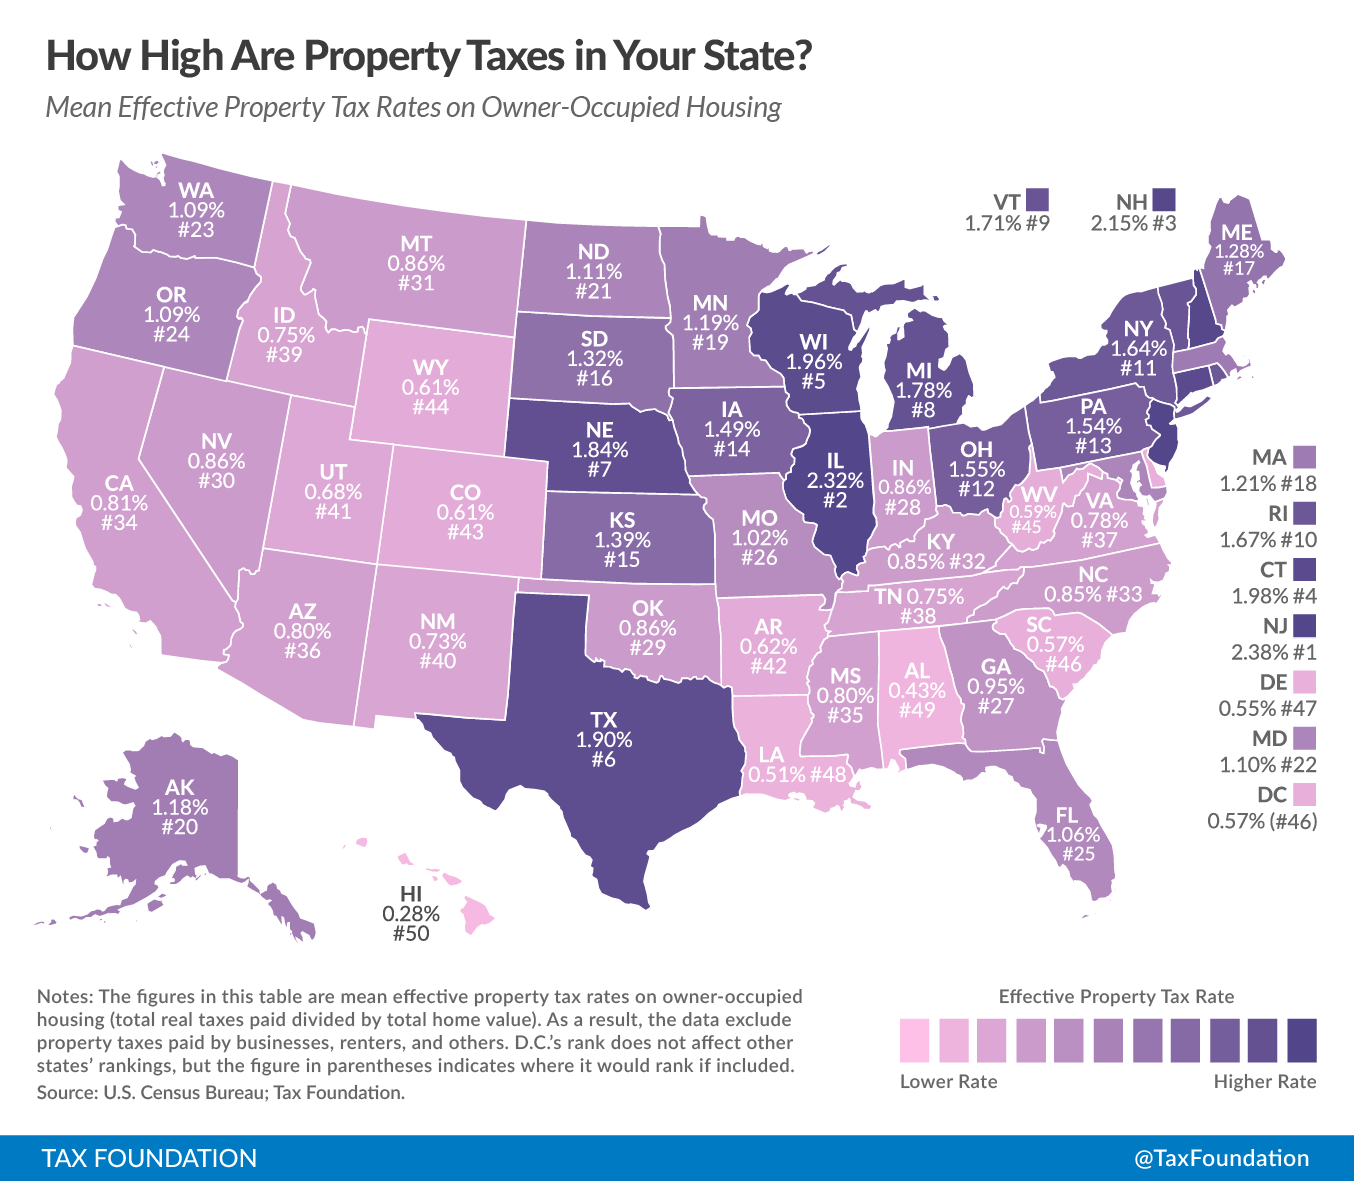 How High Are Property Taxes in Your State?
Mean Effective Property Tax Rates on Owner-Occupied Housing
WA
1.09%
#23
OR
1.09%
#24
CA
0.81%
#34
ID
0.75%
#39
NV
0.86%
#30
MT
0.86%
#31
WY
0.61%
#44
UT
0.68%
#41
CO
0.61%
#43
AZ
0.80%
#36
NM
0.73%
#40
ND
1.11%
#21
SD
1.32%
#16
NE
1.84%
#7
KS
1.39%
#15
OK
0.86%
#29
TX
1.90%
#6
MN
1.19%
#19
IA
1.49%
#14
MO
1.02%
#26
AR
0.62%
#42
LA
0.51% #48
WI
1.96%
#5
IL
2.32%
#2
MI
1.78%
#8
IN
0.86%
#28
OH
1.55%
#12
KY
0.85% #32
TN 0.75%
#38
MS
0.80%
#35
AL
0.43%
#49
GA
0.95%
#27
FL
1.06%
#25
SC
0.57%
#46
NC
0.85% #33
VA
0.78%
#37
WV
0.59%
#45
PA
1.54%
#13
NY
1.64%
#11
ME
1.28%
#17
VT
1.71% #9
NH
2.15% #3
MA
1.21% #18
RI
1.67% #10
CT
1.98% #4
NJ
2.38% #1
DE
0.55% #47
MD
1.10% #22
DC
0.57% (#46)
AK
1.18%
#20
HI
0.28%
#50
Notes: The figures in this table are mean effective property tax rates on owner-occupied
housing (total real taxes paid divided by total home value). As a result, the data exclude
property taxes paid by businesses, renters, and others. D.C.’s rank does not affect other
states’ rankings, but the figure in parentheses indicates where it would rank if included.
Source: U.S. Census Bureau; Tax Foundation.
Effective Property Tax Rate
Lower Rate
Higher Rate
TAX FOUNDATION
@TaxFoundation